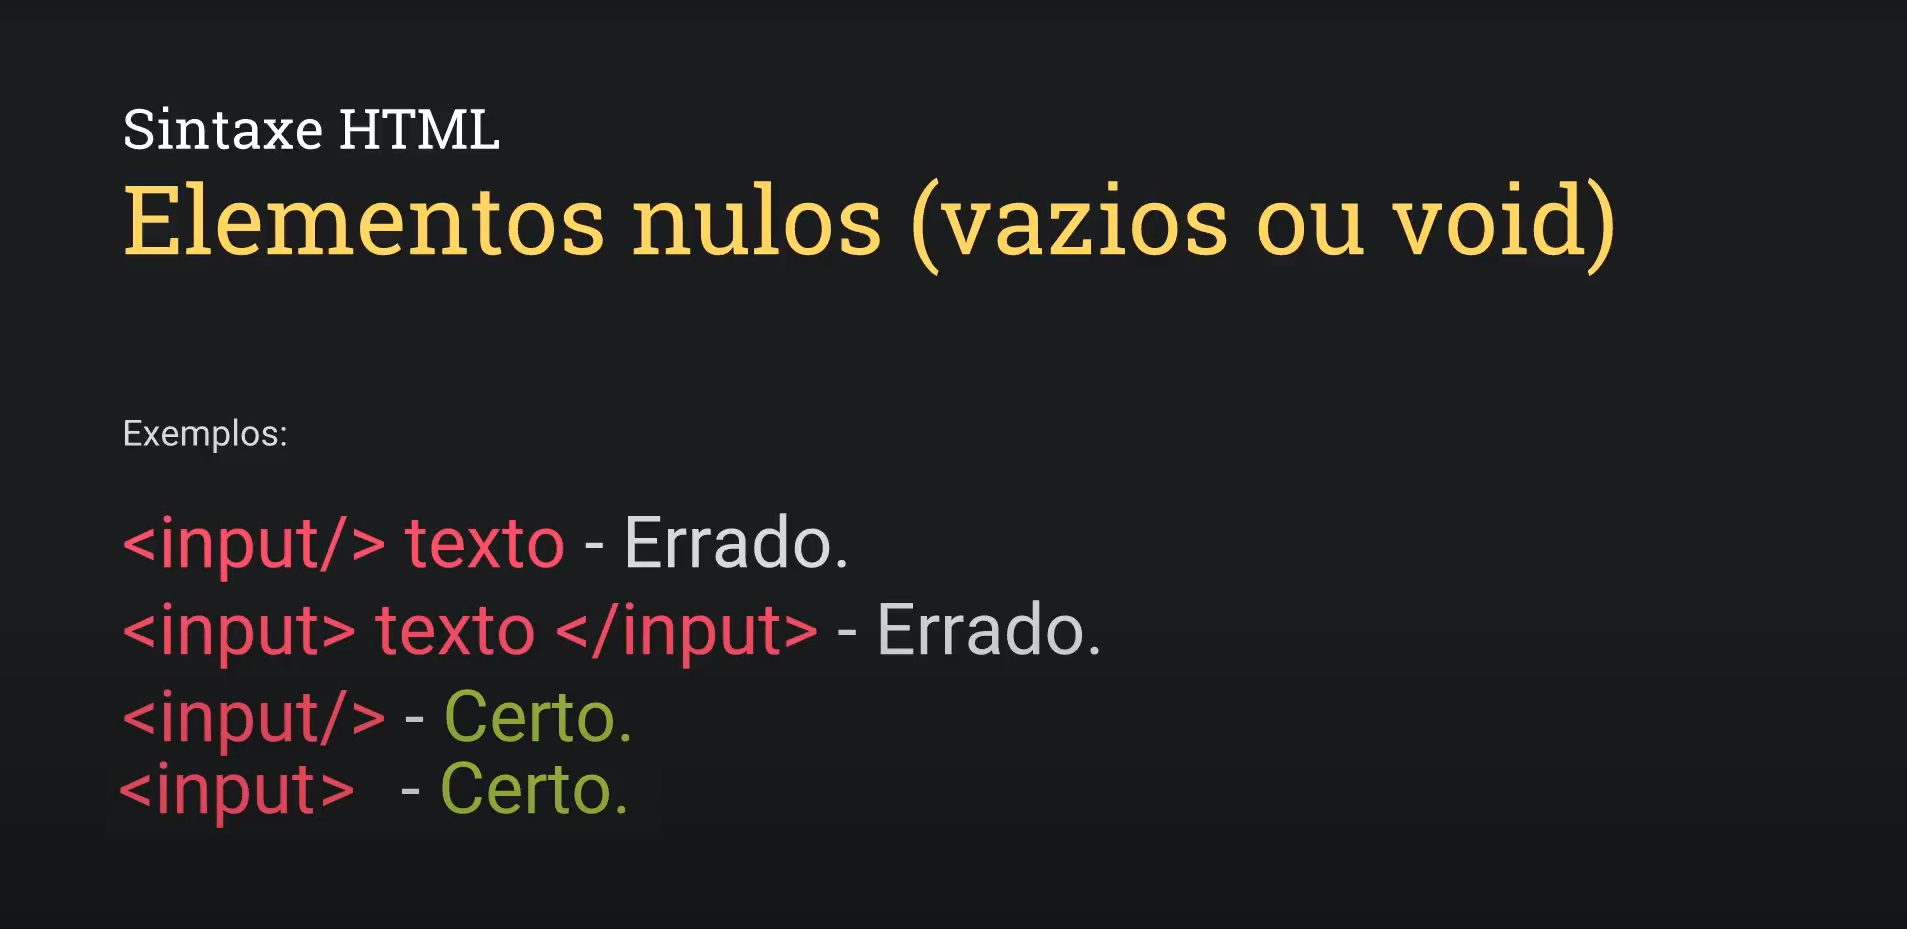 Sintaxe HTML
Elementos nulos (vazios ou void)
Exemplos:
<input/> texto - Errado.
<input> texto </input> - Errado.
<input/> - Certo.
<input> - Certo.